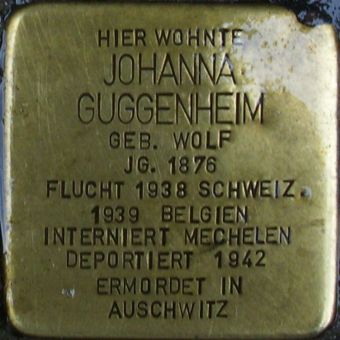 HIER WOHNTE
JOHANNA
GUGGENHEIM
GEB. WOLF
JG. 1876
FLUCHT 1938 SCHWEIZ
1939 BELGIEN
INTERNIERT MECHELEN
DEPORTIERT 1942
ERMORDET IN
AUSCHWITZ